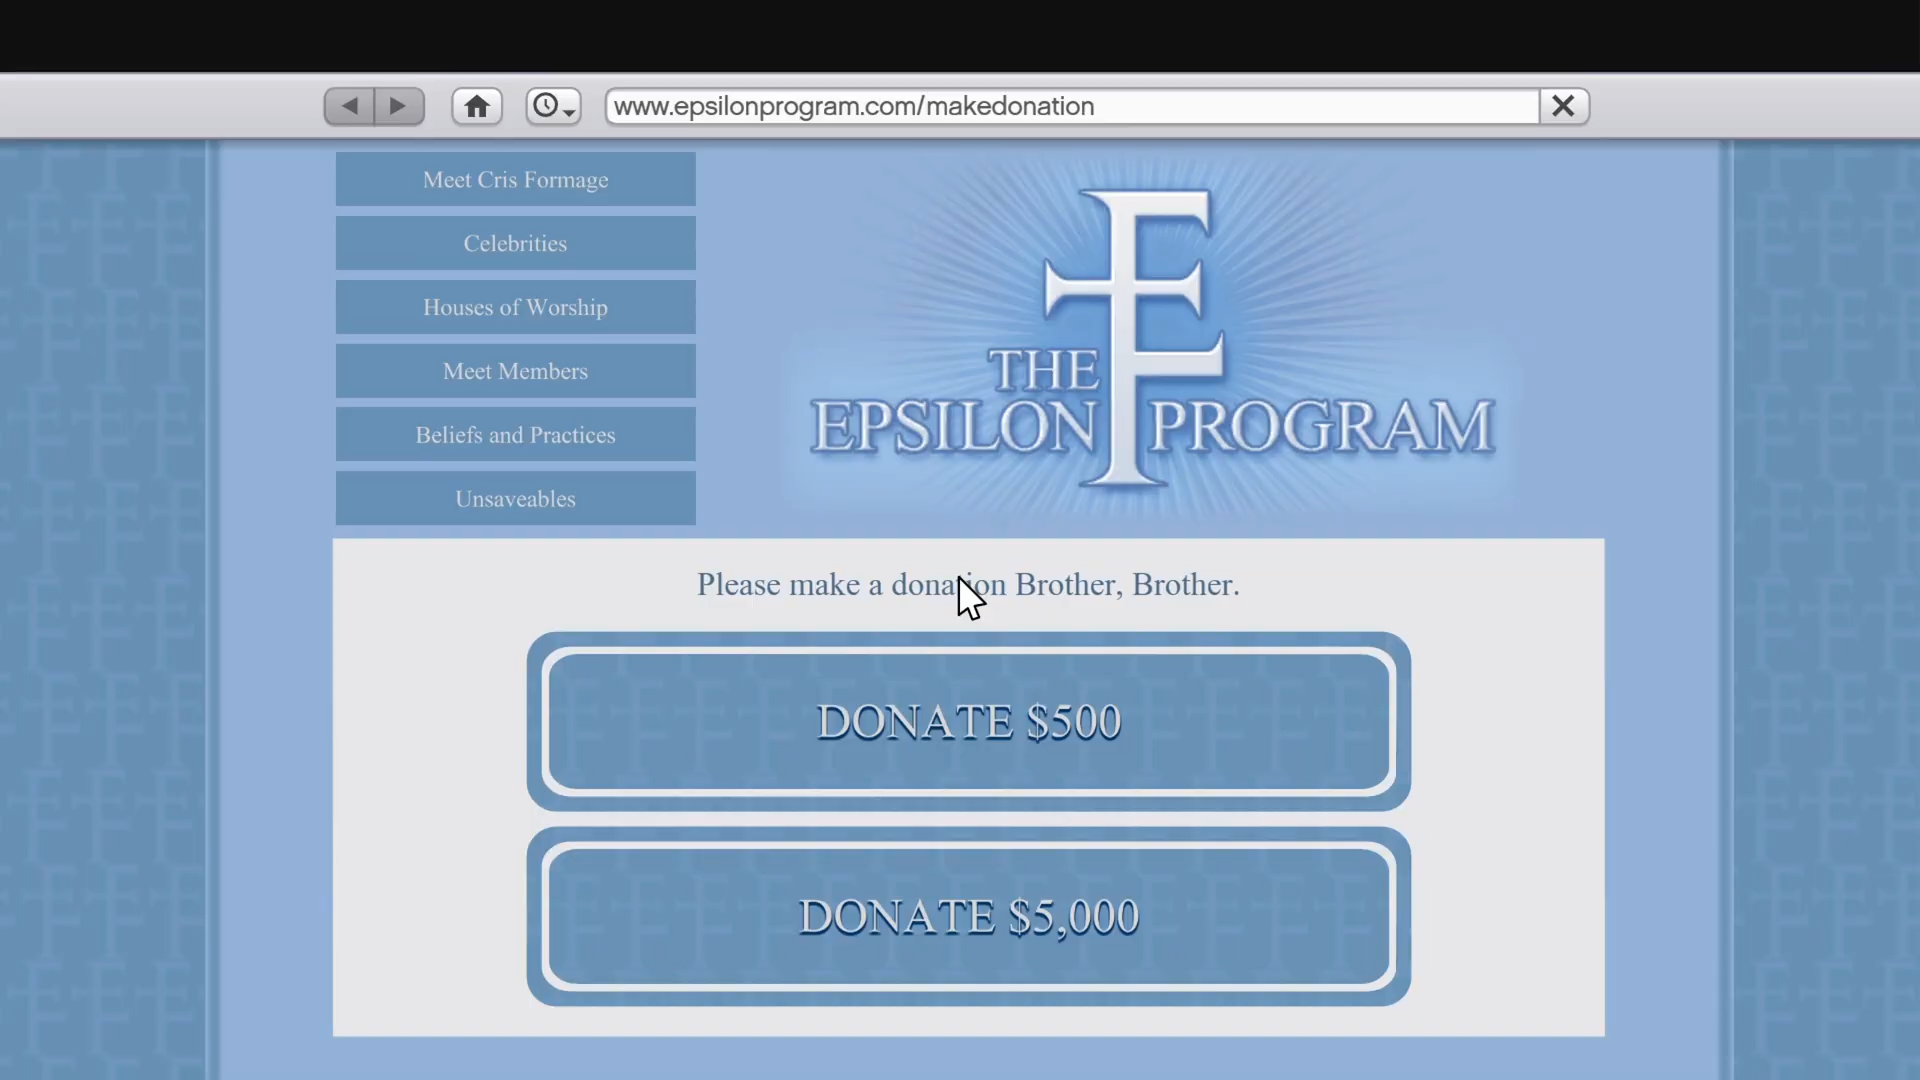 www.epsilonprogram.com/makedonation
Meet Cris Formage
Celebrities
Houses of Worship
Meet Members
Beliefs and Practices
Unsaveables
THE
EPSILON PROGRAM
Please make a donation Brother, Brother.
DONATE $500
DONATE $5,000